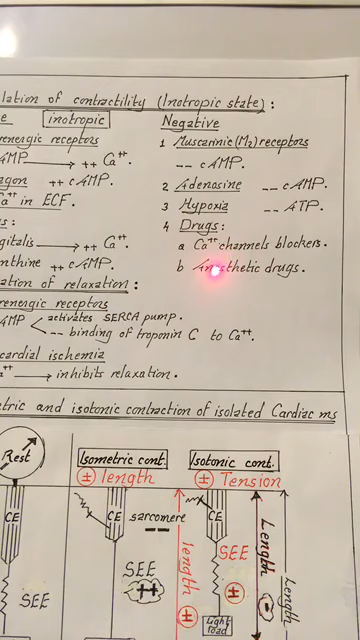 lation of contractility (Inotropic state) :
inotropic Negative
renergic receptors 1 Muscarinic (M2) receptors
AMP ⟶ ++ Ca++. -- cAMP.
agon ++ cAMP. 2 Adenosine -- cAMP.
a++ in ECF. 3 Hypoxia -- ATP.
s: 4 Drugs:
gitalis ⟶ ++ Ca++. a Ca++ channels blockers.
nthine ++ cAMP. b Anesthetic drugs.
ation of relaxation :
renergic receptors
AMP < activates SERCA pump.
-- binding of troponin C to Ca++.
cardial ischemia
++ ⟶ inhibits relaxation.
etric and isotonic contraction of isolated Cardiac ms
Rest
Isometric cont. Isotonic cont.
± length ± Tension
CE CE sarcomere -- CE
SEE SEE ++ SEE
length + Length - Length
+
Light load